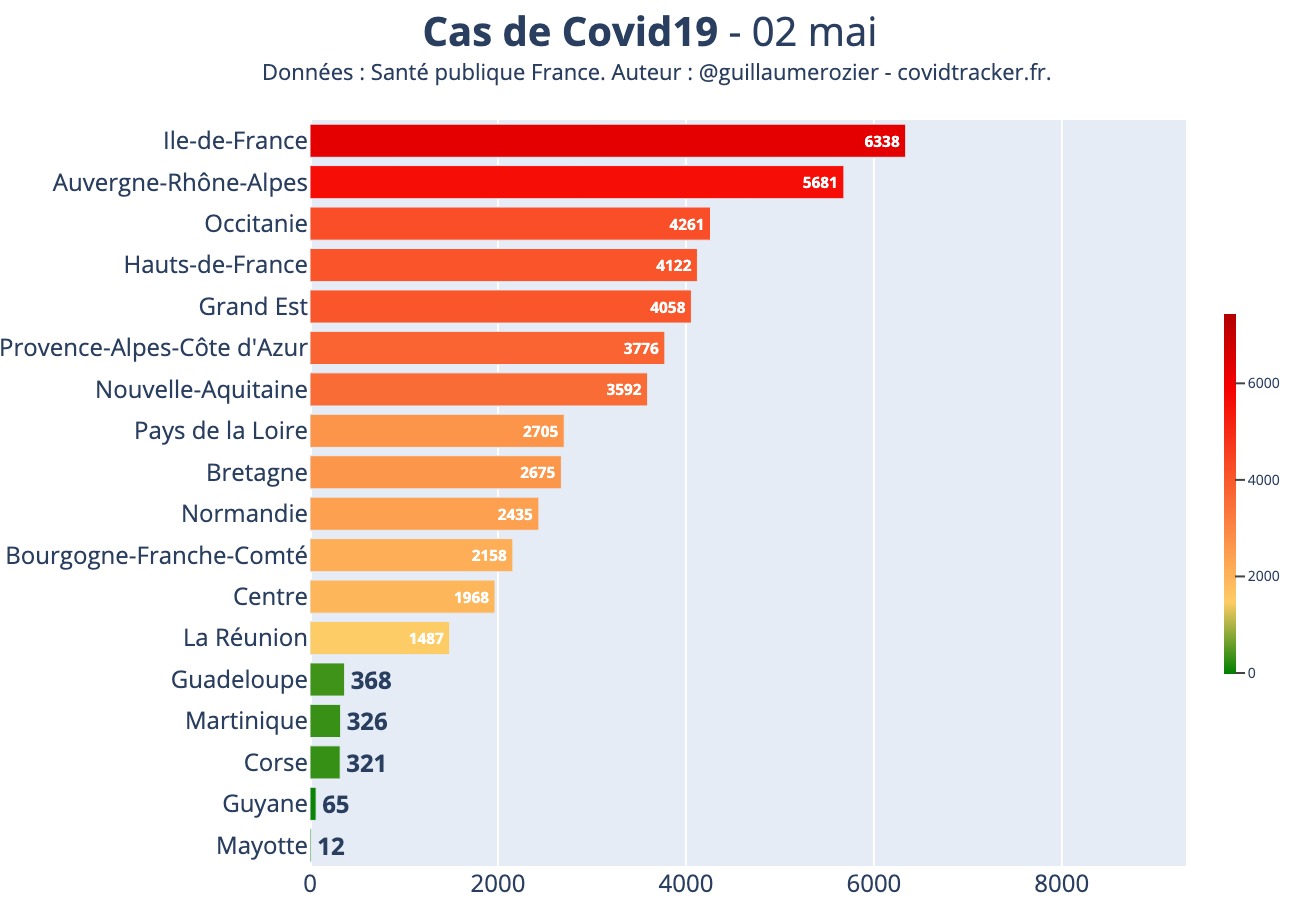 Cas de Covid19 - 02 mai
Données : Santé publique France. Auteur : @guillaumerozier - covidtracker.fr.
Ile-de-France 6338
Auvergne-Rhône-Alpes 5681
Occitanie 4261
Hauts-de-France 4122
Grand Est 4058
Provence-Alpes-Côte d'Azur 3776
Nouvelle-Aquitaine 3592
Pays de la Loire 2705
Bretagne 2675
Normandie 2435
Bourgogne-Franche-Comté 2158
Centre 1968
La Réunion 1487
Guadeloupe 368
Martinique 326
Corse 321
Guyane 65
Mayotte 12
0 2000 4000 6000 8000
6000
4000
2000
0